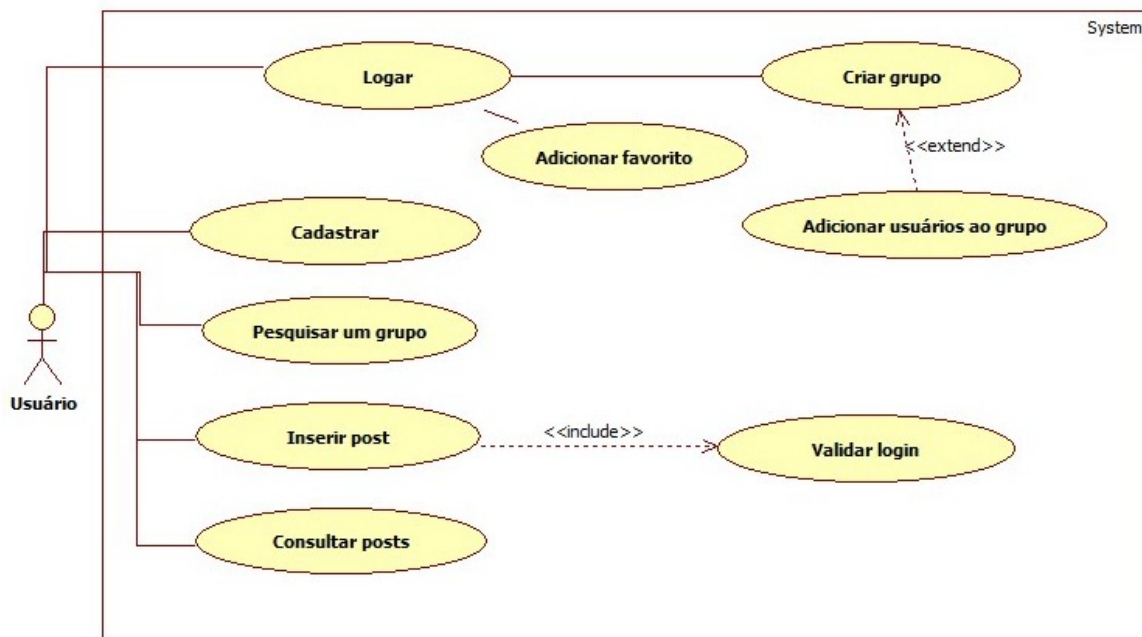 System
Logar
Criar grupo
Adicionar favorito
<<extend>>
Adicionar usuários ao grupo
Cadastrar
Pesquisar um grupo
Usuário
Inserir post
<<include>>
Validar login
Consultar posts